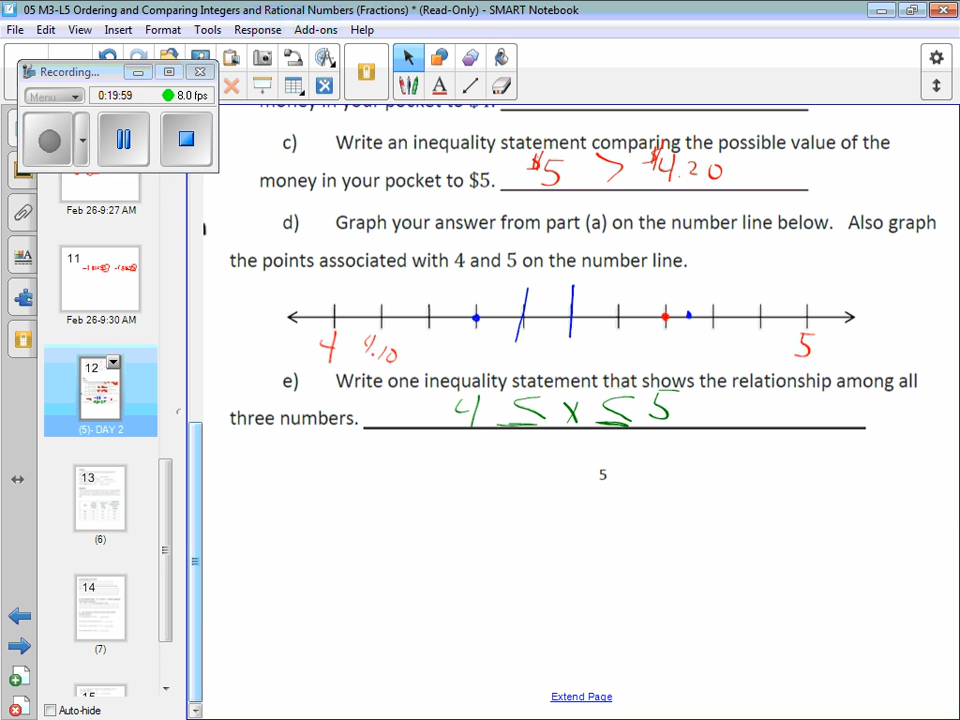 05 M3-L5 Ordering and Comparing Integers and Rational Numbers (Fractions) * (Read-Only) - SMART Notebook
File Edit View Insert Format Tools Response Add-ons Help
Recording...
Menu 0:19:59 8.0 fps
money in your pocket to
c) Write an inequality statement comparing the possible value of the
$5 > $4.20
money in your pocket to $5.
Feb 26-9:27 AM
d) Graph your answer from part (a) on the number line below. Also graph
the points associated with 4 and 5 on the number line.
11
Feb 26-9:30 AM
4 4.10 5
12
(5)- DAY 2
e) Write one inequality statement that shows the relationship among all
4 ≤ x ≤ 5
three numbers.
5
13
(6)
14
(7)
15
Extend Page
Auto-hide